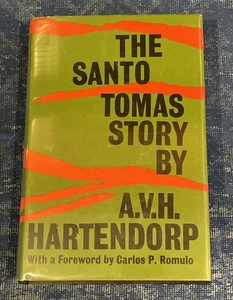 THE
SANTO
TOMAS
STORY
BY
A.V.H.
HARTENDORP
With a Foreword by Carlos P. Romulo